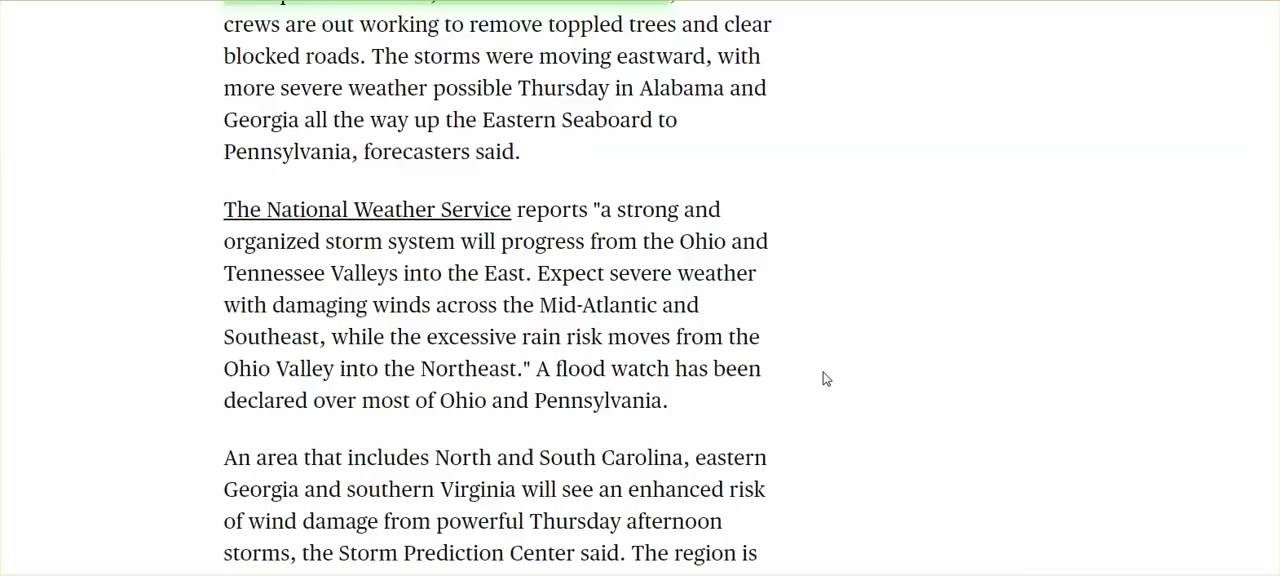 crews are out working to remove toppled trees and clear
blocked roads. The storms were moving eastward, with
more severe weather possible Thursday in Alabama and
Georgia all the way up the Eastern Seaboard to
Pennsylvania, forecasters said.
The National Weather Service reports "a strong and
organized storm system will progress from the Ohio and
Tennessee Valleys into the East. Expect severe weather
with damaging winds across the Mid-Atlantic and
Southeast, while the excessive rain risk moves from the
Ohio Valley into the Northeast." A flood watch has been
declared over most of Ohio and Pennsylvania.
An area that includes North and South Carolina, eastern
Georgia and southern Virginia will see an enhanced risk
of wind damage from powerful Thursday afternoon
storms, the Storm Prediction Center said. The region is